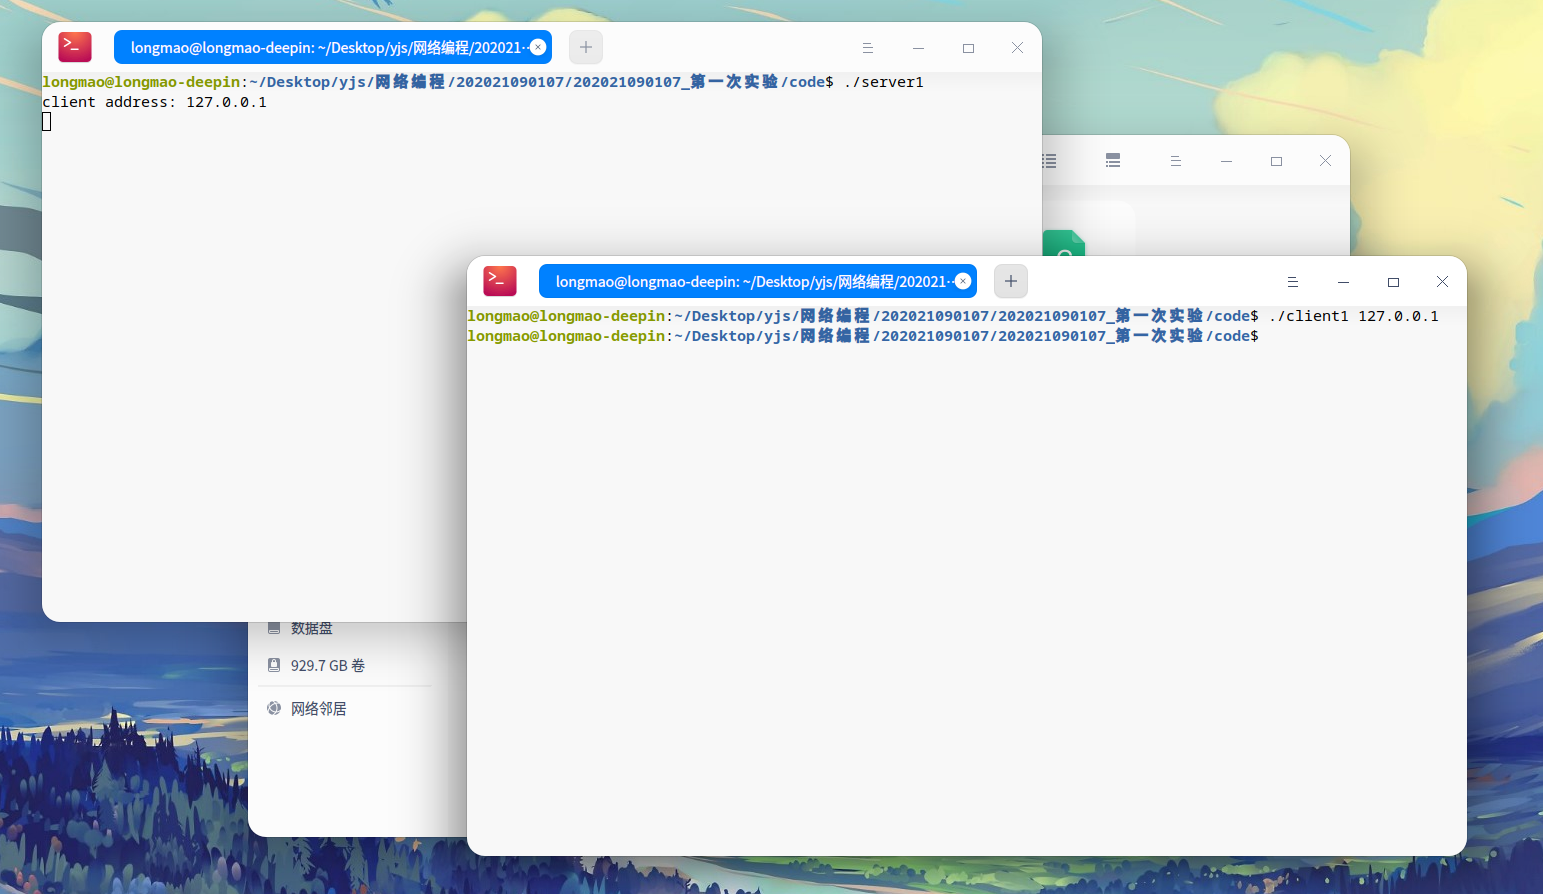 longmao@longmao-deepin: ~/Desktop/yjs/网络编程/202021··
longmao@longmao-deepin:~/Desktop/yjs/网络编程/202021090107/202021090107_第一次实验/code$ ./server1
client address: 127.0.0.1
longmao@longmao-deepin: ~/Desktop/yjs/网络编程/202021··
longmao@longmao-deepin:~/Desktop/yjs/网络编程/202021090107/202021090107_第一次实验/code$ ./client1 127.0.0.1
longmao@longmao-deepin:~/Desktop/yjs/网络编程/202021090107/202021090107_第一次实验/code$
数据盘
929.7 GB 卷
网络邻居